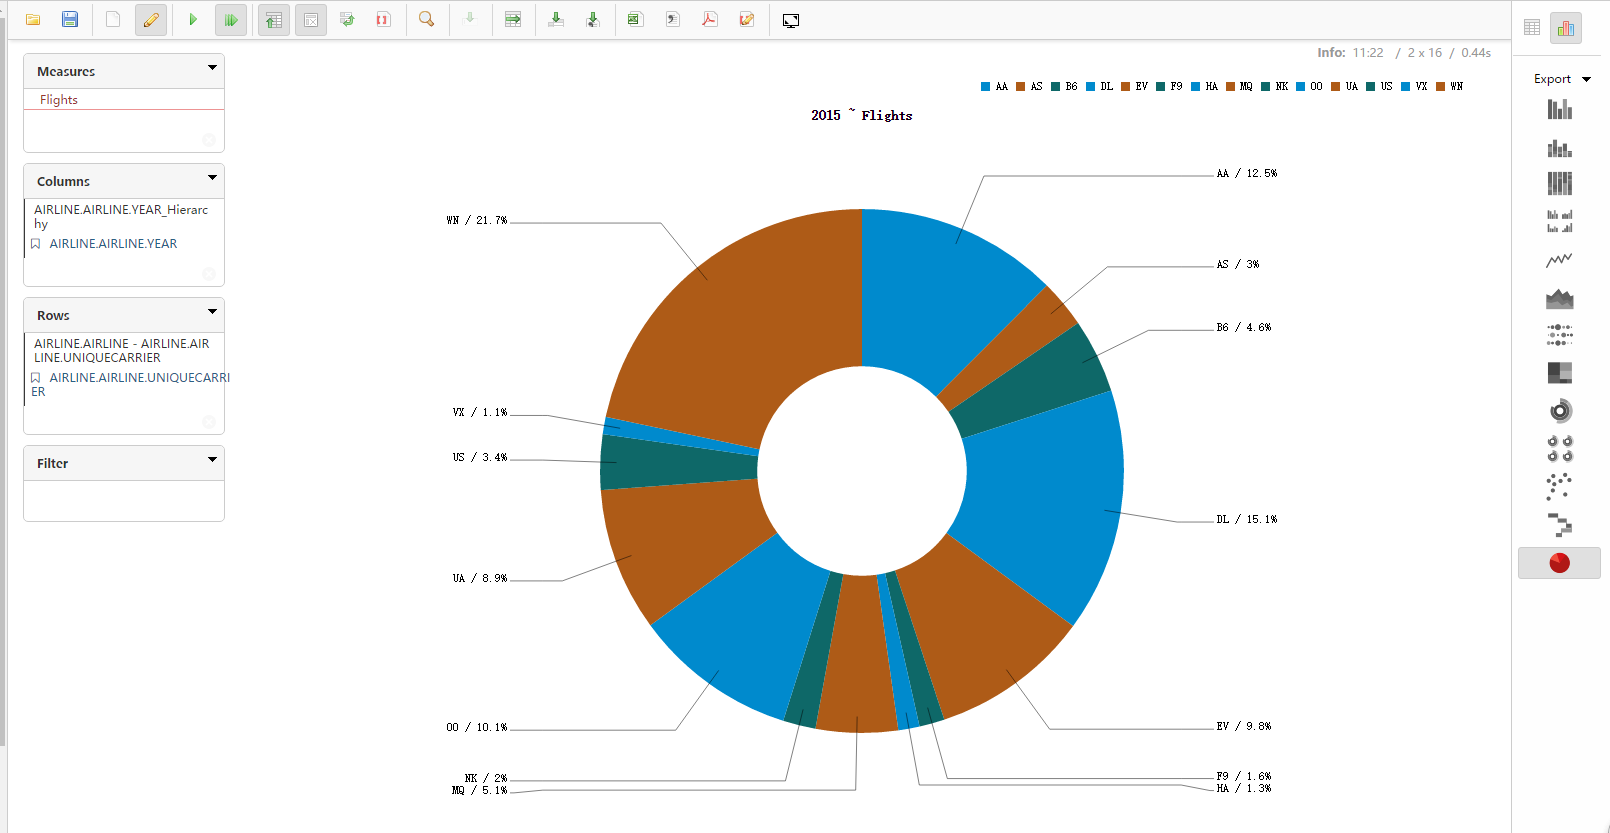 Info: 11:22 / 2 x 16 / 0.44s
Export
Measures
Flights
Columns
AIRLINE.AIRLINE.YEAR_Hierarc
hy
AIRLINE.AIRLINE.YEAR
Rows
AIRLINE.AIRLINE - AIRLINE.AIR
LINE.UNIQUECARRIER
AIRLINE.AIRLINE.UNIQUECARRI
ER
Filter
AA AS B6 DL EV F9 HA MQ NK OO UA US VX WN
2015 ~ Flights
AA / 12.5%
AS / 3%
B6 / 4.6%
DL / 15.1%
EV / 9.8%
F9 / 1.6%
HA / 1.3%
MQ / 5.1%
NK / 2%
OO / 10.1%
UA / 8.9%
US / 3.4%
VX / 1.1%
WN / 21.7%